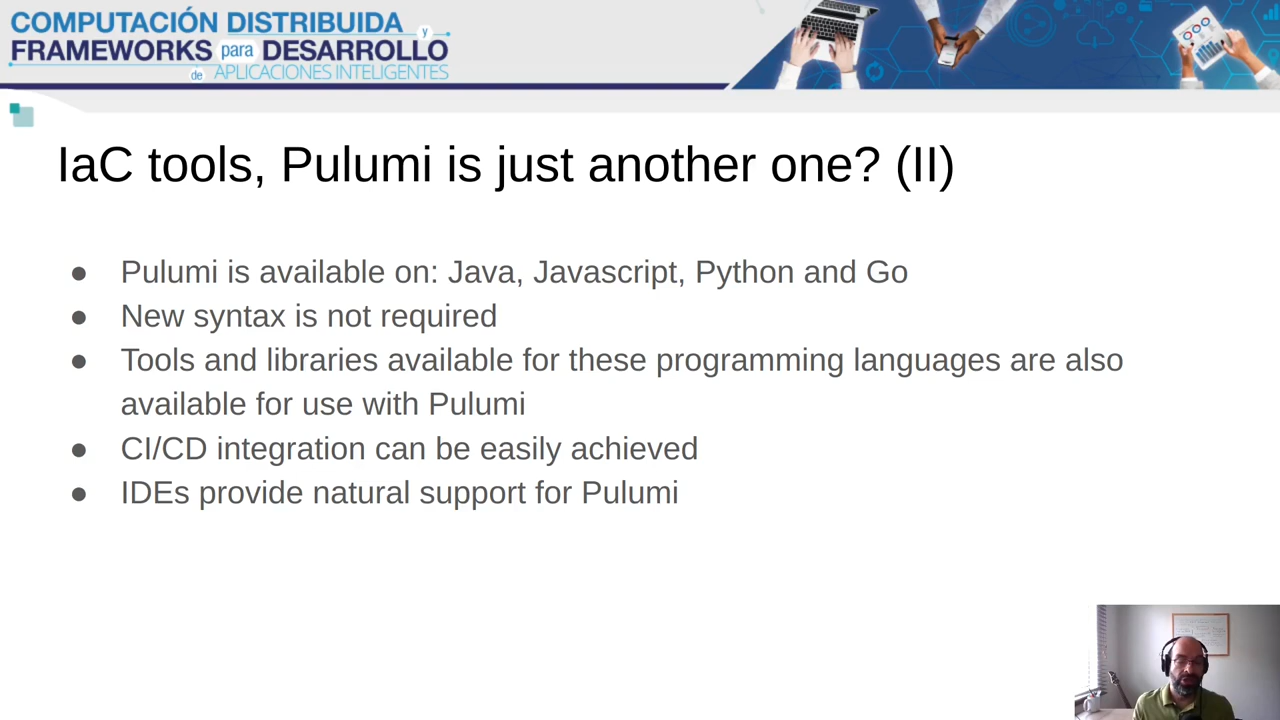 COMPUTACIÓN DISTRIBUIDA y
FRAMEWORKS para DESARROLLO
de APLICACIONES INTELIGENTES
IaC tools, Pulumi is just another one? (II)
● Pulumi is available on: Java, Javascript, Python and Go
● New syntax is not required
● Tools and libraries available for these programming languages are also
available for use with Pulumi
● CI/CD integration can be easily achieved
● IDEs provide natural support for Pulumi